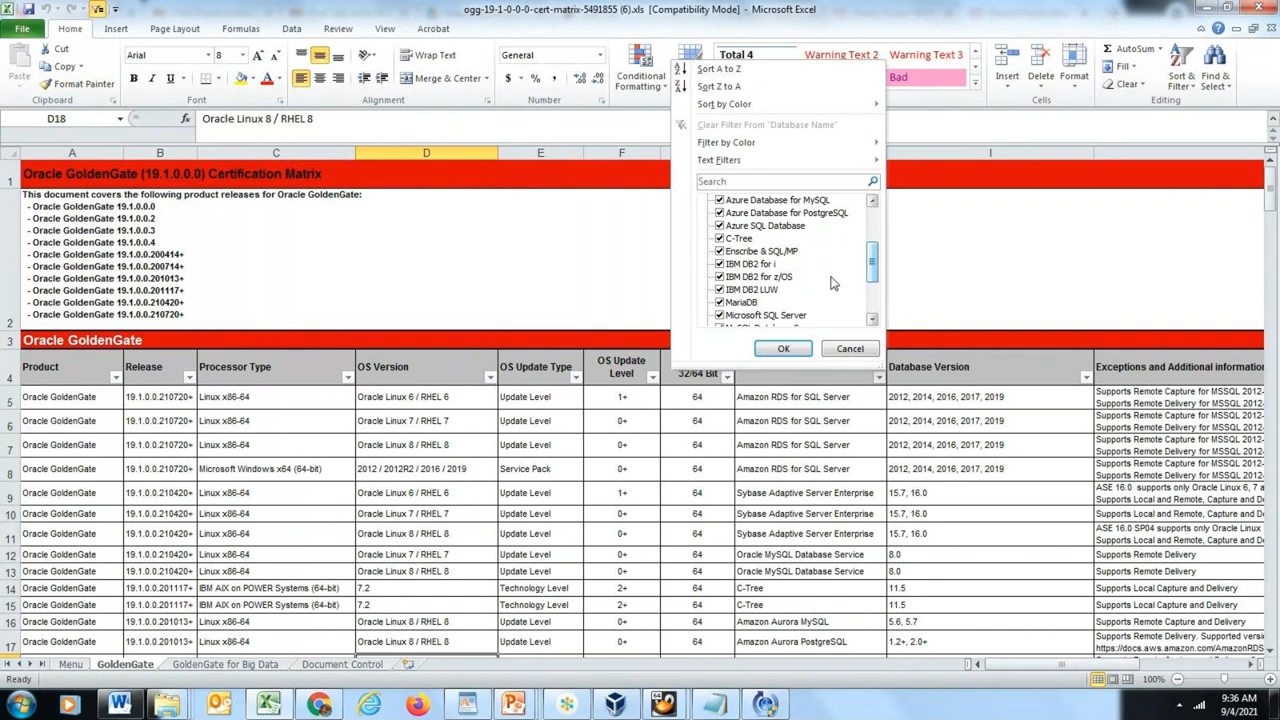 ogg-19-1-0-0-0-cert-matrix-5491855 (6).xls [Compatibility Mode] - Microsoft Excel
File Home Insert Page Layout Formulas Data Review View Acrobat
Cut
Copy
Paste
Format Painter
Clipboard
Arial 8
Font
Wrap Text
Merge & Center
Alignment
General
Number
Conditional Formatting
Total 4 Warning Text 2 Warning Text 3
Bad
Insert Delete Format
Cells
AutoSum
Fill
Clear
Sort & Filter
Find & Select
Editing
D18 fx Oracle Linux 8 / RHEL 8
Sort A to Z
Sort Z to A
Sort by Color
Clear Filter From "Database Name"
Filter by Color
Text Filters
Search
Azure Database for MySQL
Azure Database for PostgreSQL
Azure SQL Database
C-Tree
Enscribe & SQL/MP
IBM DB2 for i
IBM DB2 for z/OS
IBM DB2 LUW
MariaDB
Microsoft SQL Server
OK Cancel
A B C D E F I
1 Oracle GoldenGate (19.1.0.0.0) Certification Matrix
This document covers the following product releases for Oracle GoldenGate:
- Oracle GoldenGate 19.1.0.0.0
- Oracle GoldenGate 19.1.0.0.2
- Oracle GoldenGate 19.1.0.0.3
- Oracle GoldenGate 19.1.0.0.4
- Oracle GoldenGate 19.1.0.0.200414+
- Oracle GoldenGate 19.1.0.0.200714+
- Oracle GoldenGate 19.1.0.0.201013+
- Oracle GoldenGate 19.1.0.0.201117+
- Oracle GoldenGate 19.1.0.0.210420+
- Oracle GoldenGate 19.1.0.0.210720+
2
3 Oracle GoldenGate
4 Product Release Processor Type OS Version OS Update Type OS Update Level 32/64 Bit Database Version Exceptions and Additional information
5 Oracle GoldenGate 19.1.0.0.210720+ Linux x86-64 Oracle Linux 6 / RHEL 6 Update Level 1+ 64 Amazon RDS for SQL Server 2012, 2014, 2016, 2017, 2019 Supports Remote Capture for MSSQL 2012-
Supports Remote Delivery for MSSQL 2012-
6 Oracle GoldenGate 19.1.0.0.210720+ Linux x86-64 Oracle Linux 7 / RHEL 7 Update Level 0+ 64 Amazon RDS for SQL Server 2012, 2014, 2016, 2017, 2019 Supports Remote Capture for MSSQL 2012-
Supports Remote Delivery for MSSQL 2012-
7 Oracle GoldenGate 19.1.0.0.210720+ Linux x86-64 Oracle Linux 8 / RHEL 8 Update Level 0+ 64 Amazon RDS for SQL Server 2012, 2014, 2016, 2017, 2019 Supports Remote Capture for MSSQL 2012-
Supports Remote Delivery for MSSQL 2012-
8 Oracle GoldenGate 19.1.0.0.210720+ Microsoft Windows x64 (64-bit) 2012 / 2012R2 / 2016 / 2019 Service Pack 0+ 64 Amazon RDS for SQL Server 2012, 2014, 2016, 2017, 2019 Supports Remote Capture for MSSQL 2012-
Supports Remote Delivery for MSSQL 2012-
9 Oracle GoldenGate 19.1.0.0.210420+ Linux x86-64 Oracle Linux 6 / RHEL 6 Update Level 1+ 64 Sybase Adaptive Server Enterprise 15.7, 16.0 ASE 16.0 supports only Oracle Linux 6, 7 a
Supports Local and Remote, Capture and De
10 Oracle GoldenGate 19.1.0.0.210420+ Linux x86-64 Oracle Linux 7 / RHEL 7 Update Level 0+ 64 Sybase Adaptive Server Enterprise 15.7, 16.0 Supports Local and Remote, Capture and De
11 Oracle GoldenGate 19.1.0.0.210420+ Linux x86-64 Oracle Linux 8 / RHEL 8 Update Level 0+ 64 Sybase Adaptive Server Enterprise 15.7, 16.0 ASE 16.0 SP04 supports only Oracle Linux
Supports Local and Remote, Capture and De
12 Oracle GoldenGate 19.1.0.0.210420+ Linux x86-64 Oracle Linux 7 / RHEL 7 Update Level 0+ 64 Oracle MySQL Database Service 8.0 Supports Remote Delivery
13 Oracle GoldenGate 19.1.0.0.210420+ Linux x86-64 Oracle Linux 8 / RHEL 8 Update Level 0+ 64 Oracle MySQL Database Service 8.0 Supports Remote Delivery
14 Oracle GoldenGate 19.1.0.0.201117+ IBM AIX on POWER Systems (64-bit) 7.2 Technology Level 2+ 64 C-Tree 11.5 Supports Local Capture and Delivery
15 Oracle GoldenGate 19.1.0.0.201117+ IBM AIX on POWER Systems (64-bit) 7.2 Technology Level 2+ 64 C-Tree 11.5 Supports Local Capture and Delivery
16 Oracle GoldenGate 19.1.0.0.201013+ Linux x86-64 Oracle Linux 8 / RHEL 8 Update Level 0+ 64 Amazon Aurora MySQL 5.6, 5.7 Supports Remote Capture and Delivery
17 Oracle GoldenGate 19.1.0.0.201013+ Linux x86-64 Oracle Linux 8 / RHEL 8 Update Level 0+ 64 Amazon Aurora PostgreSQL 1.2+, 2.0+ Supports Remote Delivery. Supported version
https://docs.aws.amazon.com/AmazonRDS
Menu GoldenGate GoldenGate for Big Data Document Control
Ready 100%
9:36 AM
9/4/2021